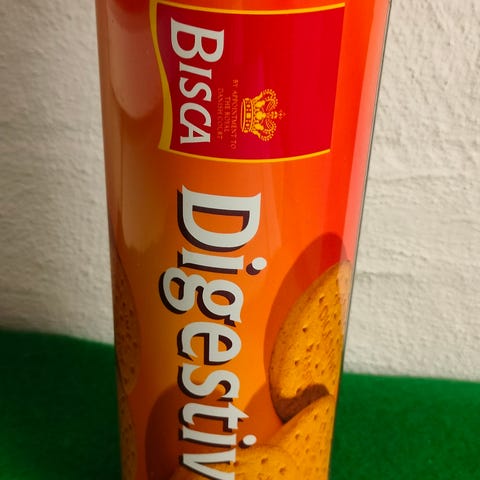 BISCA
BY APPOINTMENT TO
THE ROYAL
DANISH COURT
Digestiv